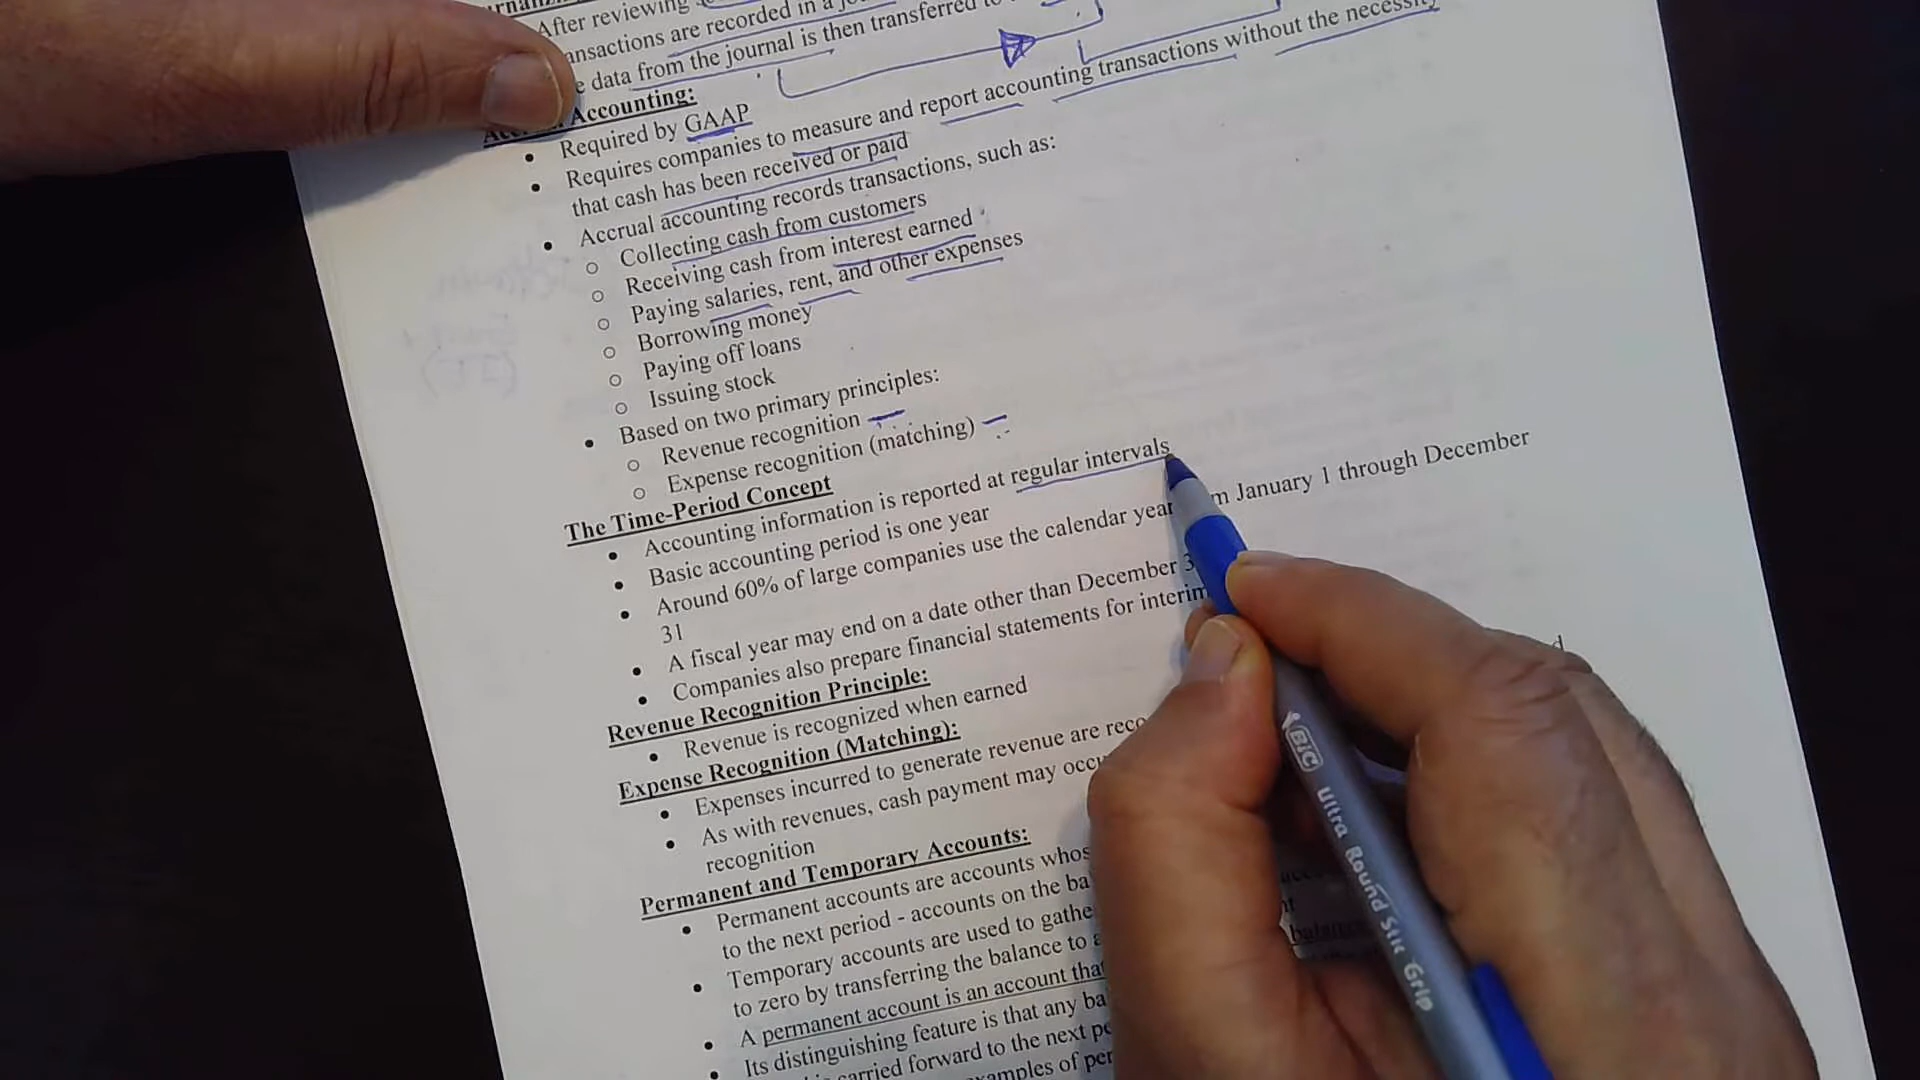 After reviewing
ansactions are recorded in a
e data from the journal is then transferred to
Accounting:
• Required by GAAP
• Requires companies to measure and report accounting transactions without the necessity
that cash has been received or paid
• Accrual accounting records transactions, such as:
o Collecting cash from customers
o Receiving cash from interest earned
o Paying salaries, rent, and other expenses
o Borrowing money
o Paying off loans
o Issuing stock
• Based on two primary principles:
o Revenue recognition
o Expense recognition (matching)
The Time-Period Concept
• Accounting information is reported at regular intervals
• Basic accounting period is one year
• Around 60% of large companies use the calendar year m January 1 through December
31
• A fiscal year may end on a date other than December 3
• Companies also prepare financial statements for interim
Revenue Recognition Principle:
• Revenue is recognized when earned
Expense Recognition (Matching):
• Expenses incurred to generate revenue are reco
• As with revenues, cash payment may occu
recognition
Permanent and Temporary Accounts:
• Permanent accounts are accounts whos
to the next period - accounts on the ba
• Temporary accounts are used to gathe
to zero by transferring the balance to a
• A permanent account is an account that
• Its distinguishing feature is that any ba
carried forward to the next pe
examples of per
BIC Ultra Round Stic Grip